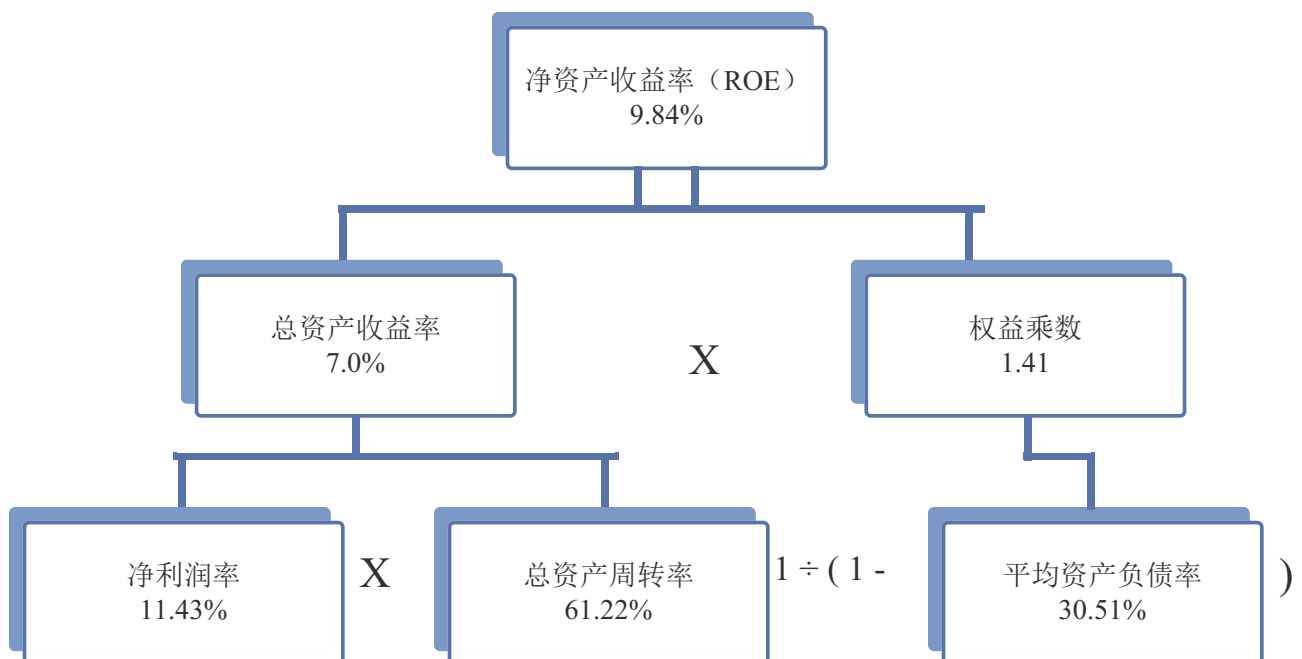 净资产收益率（ROE）
9.84%
总资产收益率
7.0%
X
权益乘数
1.41
净利润率
11.43%
X
总资产周转率
61.22%
1 ÷ ( 1 -
平均资产负债率
30.51%
)